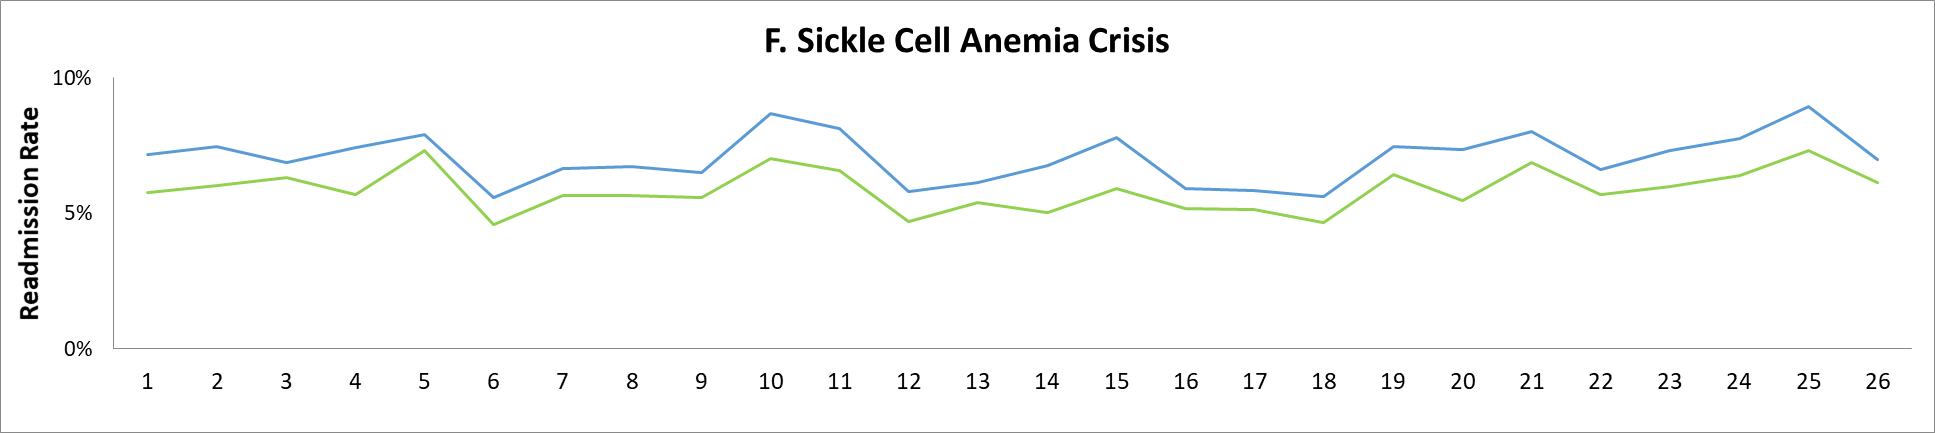 F. Sickle Cell Anemia Crisis
Readmission Rate
10%
5%
0%
1 2 3 4 5 6 7 8 9 10 11 12 13 14 15 16 17 18 19 20 21 22 23 24 25 26